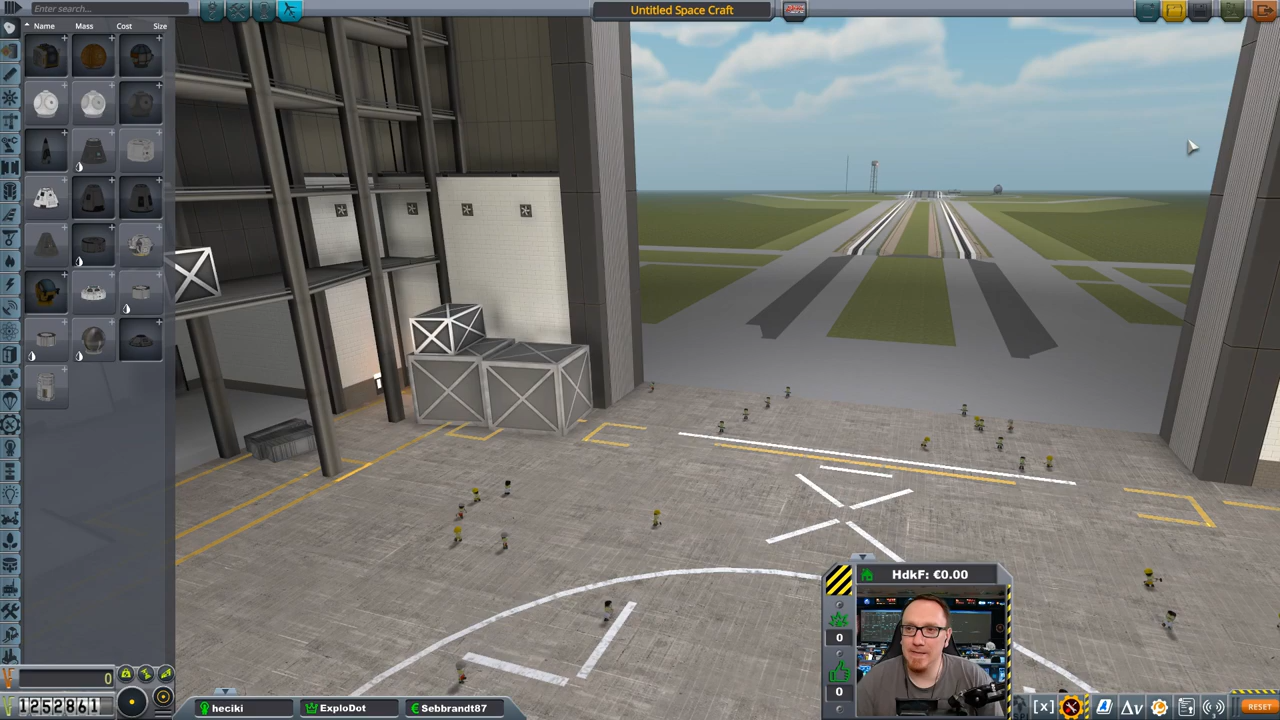 Enter search...
Untitled Space Craft
Name Mass Cost Size
HdkF: €0.00
0
0
0
1252861
heciki
ExploDot
Sebbrandt87
[x]
Δv
RESET